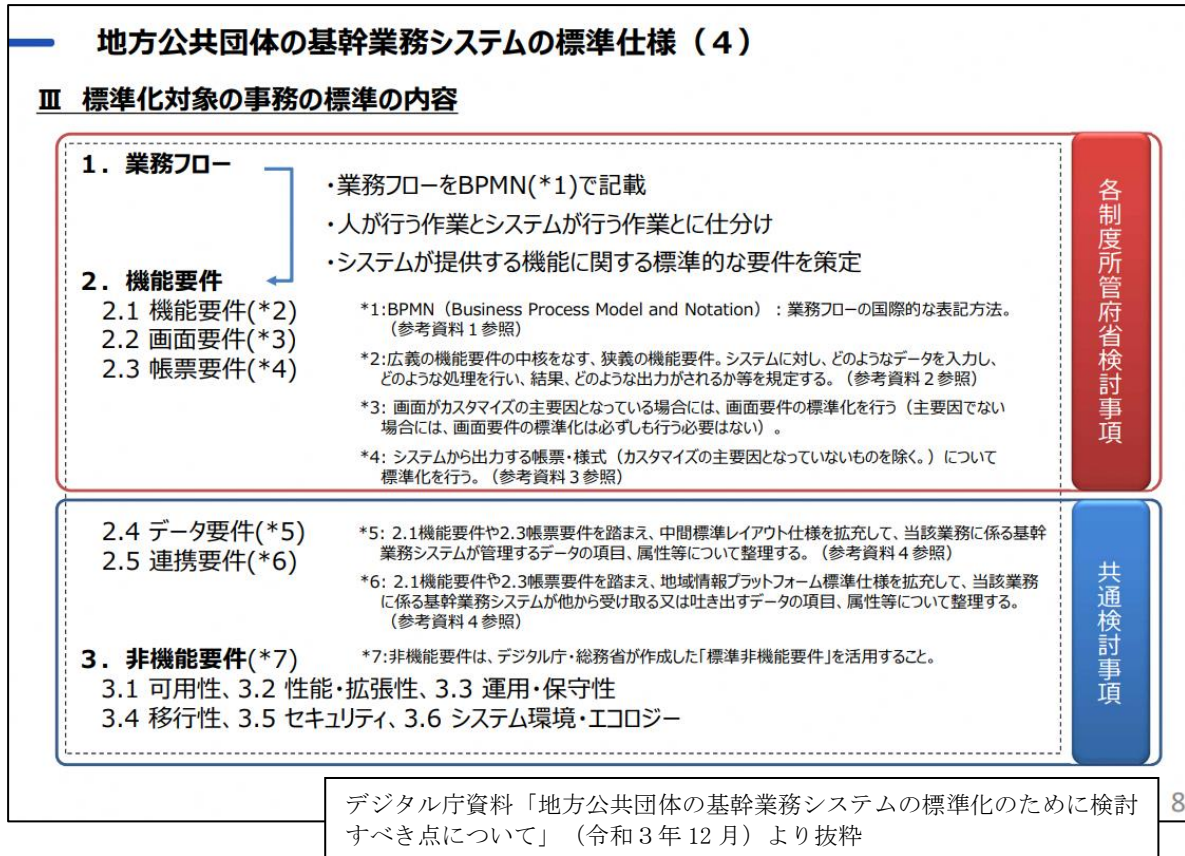 地方公共団体の基幹業務システムの標準仕様(4)
Ⅲ 標準化対象の事務の標準の内容
1.業務フロー
・業務フローをBPMN(*1)で記載
・人が行う作業とシステムが行う作業とに仕分け
・システムが提供する機能に関する標準的な要件を策定
2.機能要件
2.1 機能要件(*2)
2.2 画面要件(*3)
2.3 帳票要件(*4)
*1:BPMN(Business Process Model and Notation):業務フローの国際的な表記方法。
(参考資料1参照)
*2:広義の機能要件の中核をなす、狭義の機能要件。システムに対し、どのようなデータを入力し、
どのような処理を行い、結果、どのような出力がされるか等を規定する。(参考資料2参照)
*3: 画面がカスタマイズの主要因となっている場合には、画面要件の標準化を行う(主要因でない
場合には、画面要件の標準化は必ずしも行う必要はない)。
*4: システムから出力する帳票・様式(カスタマイズの主要因となっていないものを除く。)について
標準化を行う。(参考資料3参照)
各制度所管府省検討事項
2.4 データ要件(*5)
2.5 連携要件(*6)
*5: 2.1機能要件や2.3帳票要件を踏まえ、中間標準レイアウト仕様を拡充して、当該業務に係る基幹
業務システムが管理するデータの項目、属性等について整理する。(参考資料4参照)
*6: 2.1機能要件や2.3帳票要件を踏まえ、地域情報プラットフォーム標準仕様を拡充して、当該業務
に係る基幹業務システムが他から受け取る又は吐き出すデータの項目、属性等について整理する。
(参考資料4参照)
3.非機能要件(*7)
*7:非機能要件は、デジタル庁・総務省が作成した「標準非機能要件」を活用すること。
3.1 可用性、3.2 性能・拡張性、3.3 運用・保守性
3.4 移行性、3.5 セキュリティ、3.6 システム環境・エコロジー
共通検討事項
デジタル庁資料「地方公共団体の基幹業務システムの標準化のために検討
すべき点について」(令和3年12月)より抜粋
8